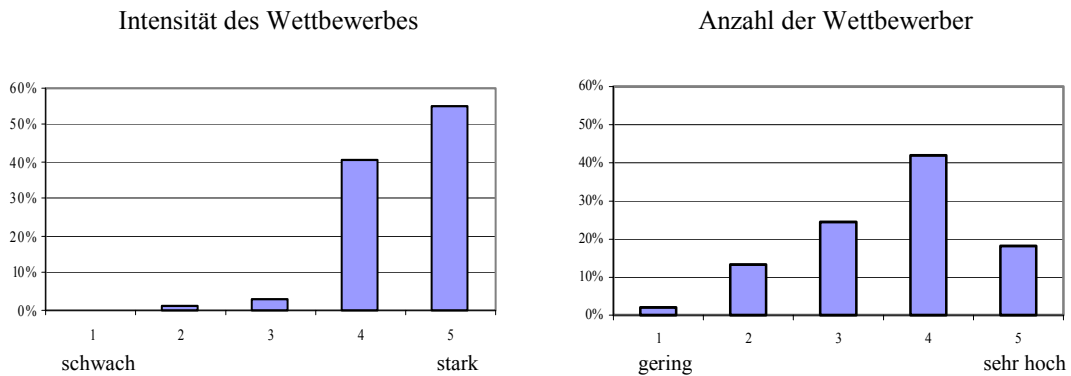 Intensität des Wettbewerbes
60%
50%
40%
30%
20%
10%
0%
1 2 3 4 5
schwach stark
Anzahl der Wettbewerber
60%
50%
40%
30%
20%
10%
0%
1 2 3 4 5
gering sehr hoch